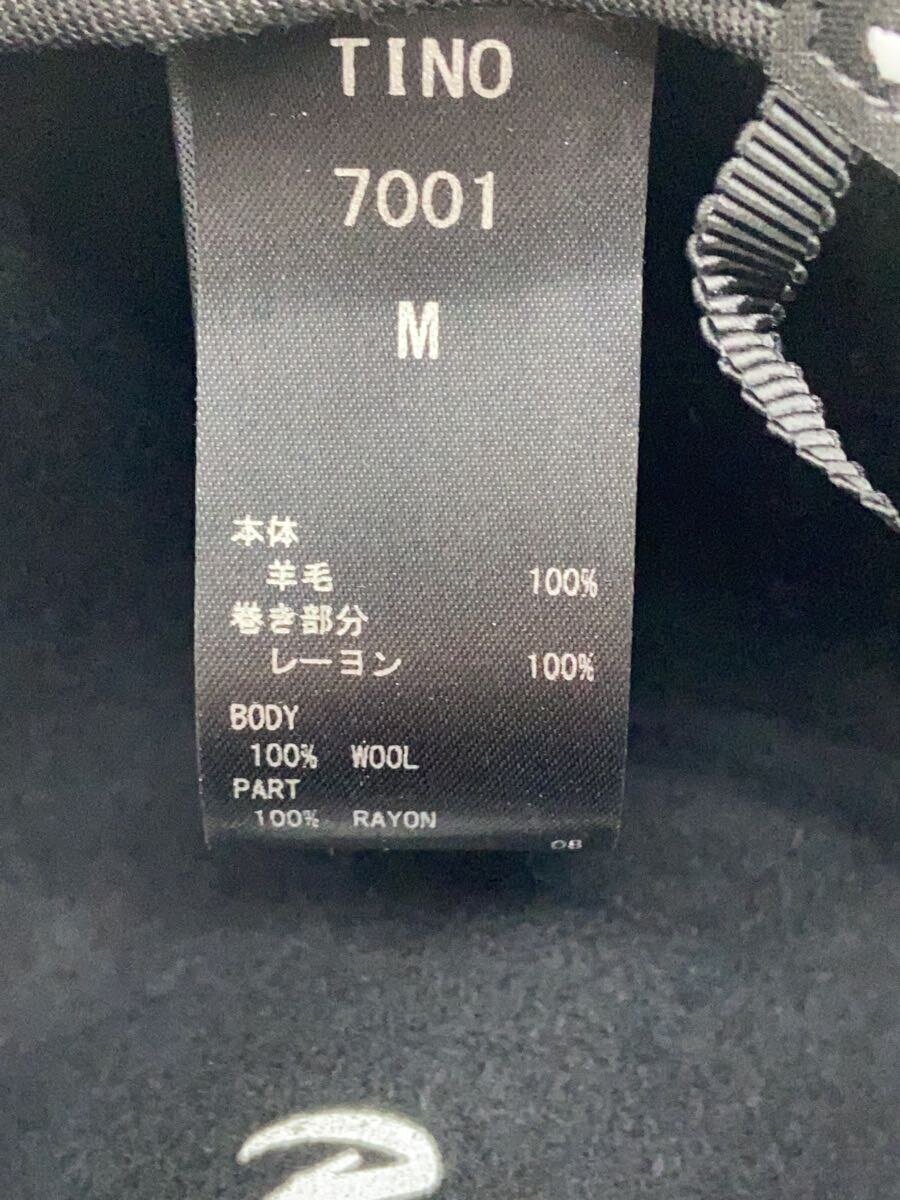 TINO
7001
M
本体
羊毛 100%
巻き部分
レーヨン 100%
BODY
100% WOOL
PART
100% RAYON
08